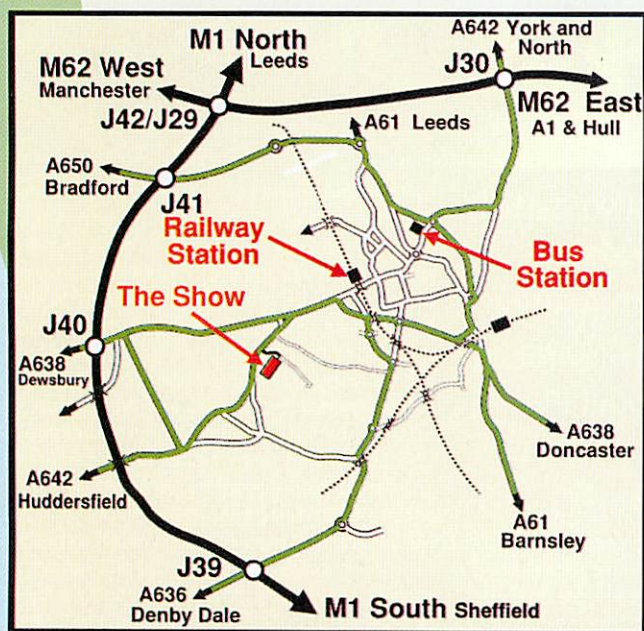 A642 York and
North
M1 North
Leeds
J30
M62 West
Manchester
M62 East
A1 & Hull
J42/J29
A61 Leeds
A650
Bradford
J41
Railway
Station
Bus
Station
The Show
J40
A638
Dewsbury
A638
Doncaster
A642
Huddersfield
A61
Barnsley
J39
A636
Denby Dale
M1 South Sheffield